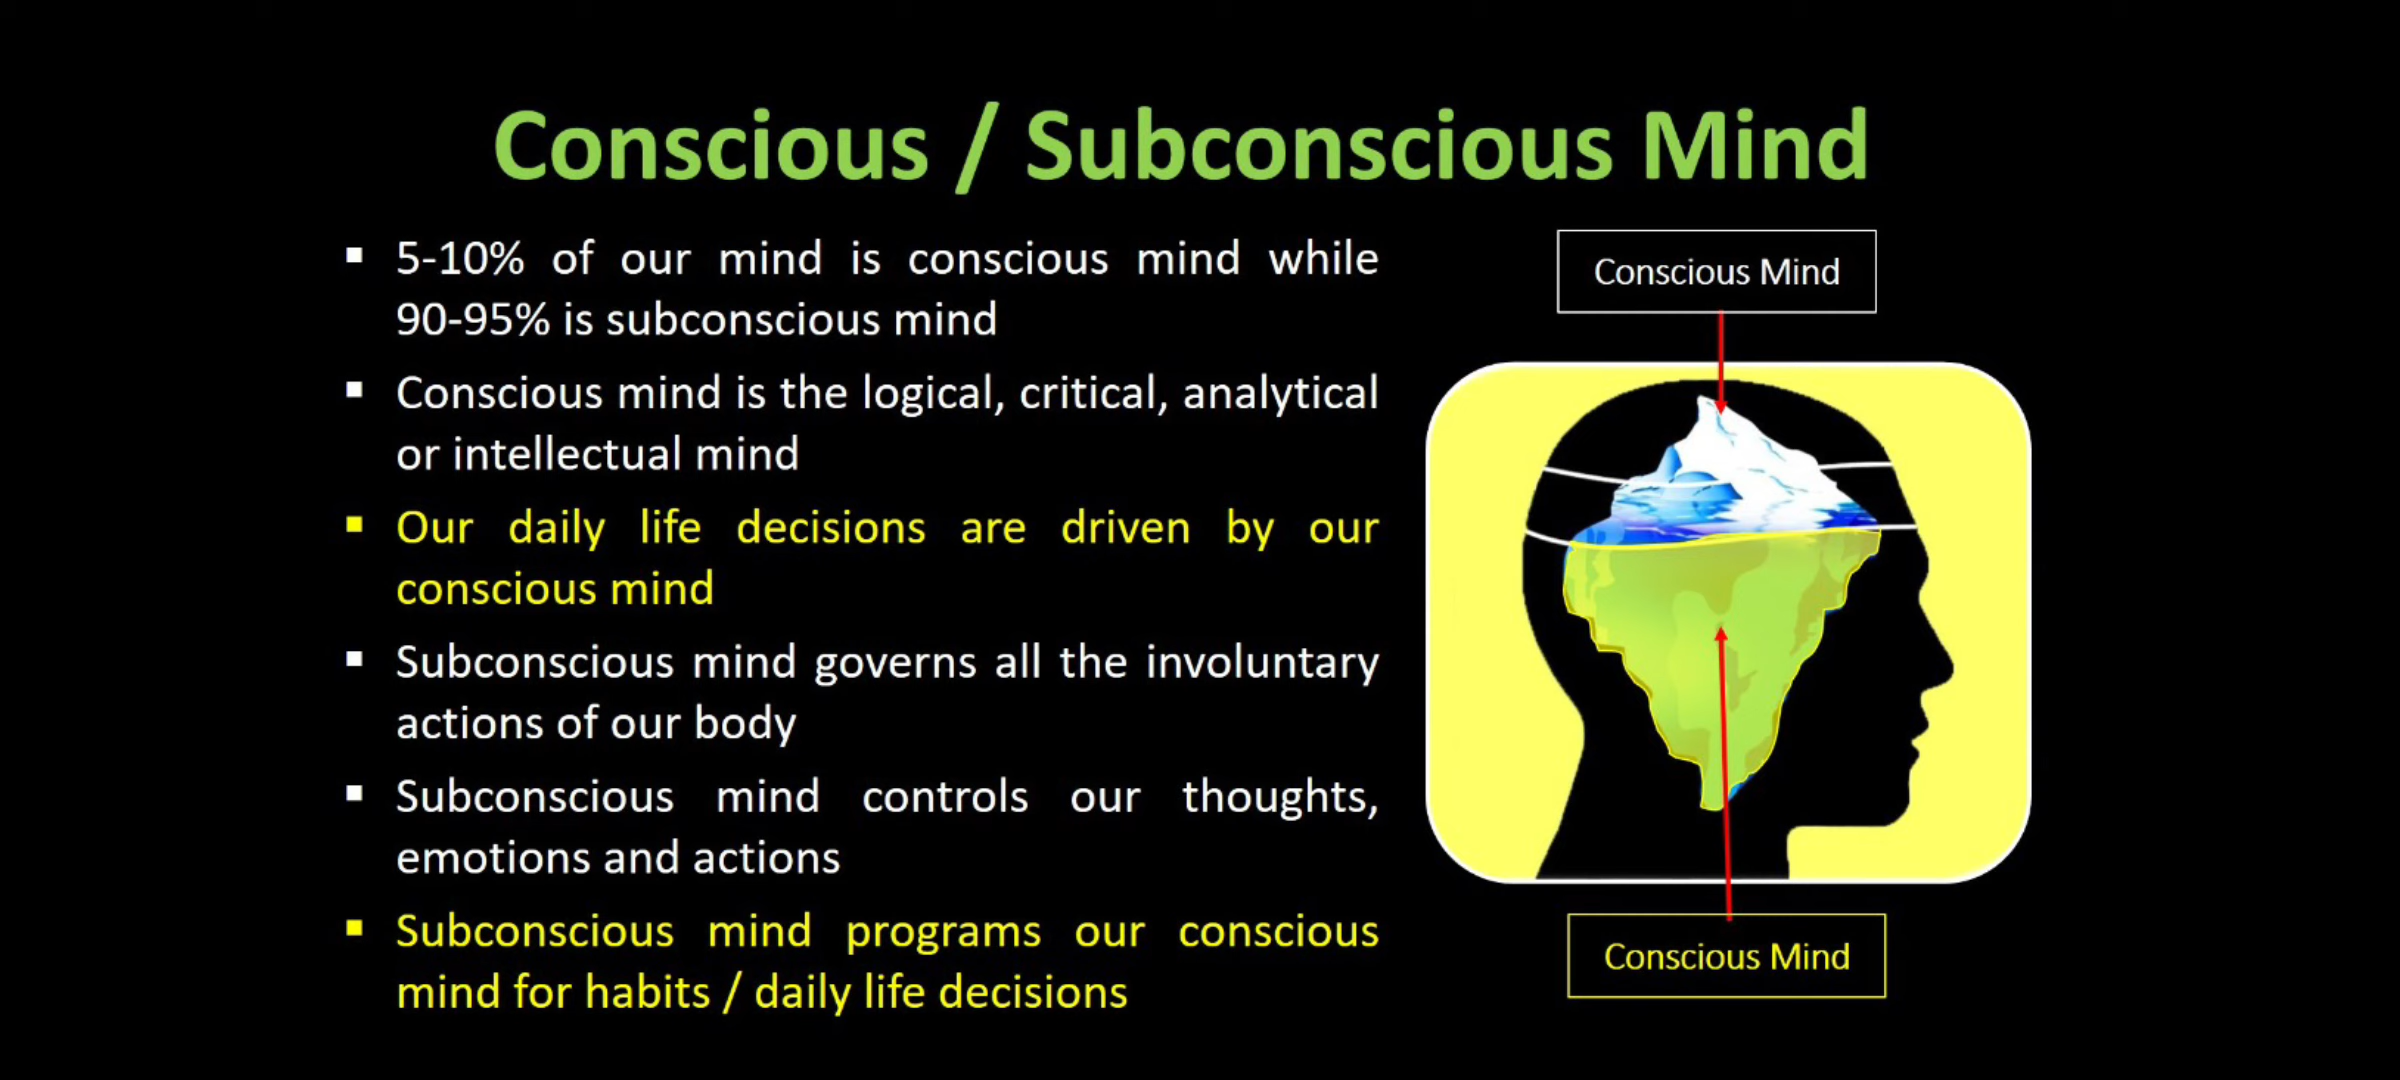 Conscious / Subconscious Mind
▪ 5-10% of our mind is conscious mind while
90-95% is subconscious mind
▪ Conscious mind is the logical, critical, analytical
or intellectual mind
▪ Our daily life decisions are driven by our
conscious mind
▪ Subconscious mind governs all the involuntary
actions of our body
▪ Subconscious mind controls our thoughts,
emotions and actions
▪ Subconscious mind programs our conscious
mind for habits / daily life decisions
Conscious Mind
Conscious Mind